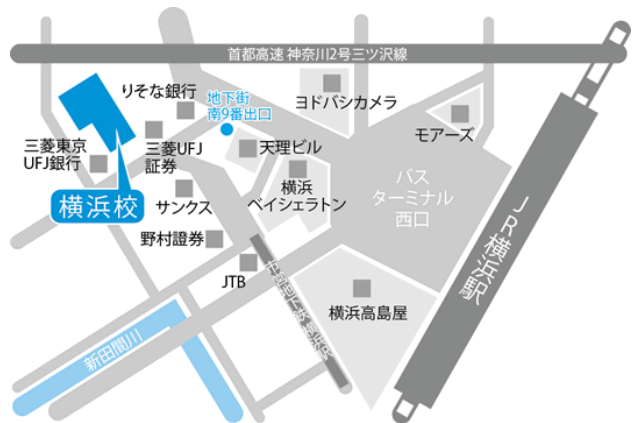 首都高速 神奈川2号三ツ沢線
りそな銀行
地下街
南9番出口
ヨドバシカメラ
モアーズ
三菱東京
UFJ銀行
三菱UFJ
証券
天理ビル
横浜
ベイシェラトン
バス
ターミナル
西口
横浜校
サンクス
野村證券
JTB
市営地下鉄 横浜駅
横浜高島屋
JR横浜駅
新田間川